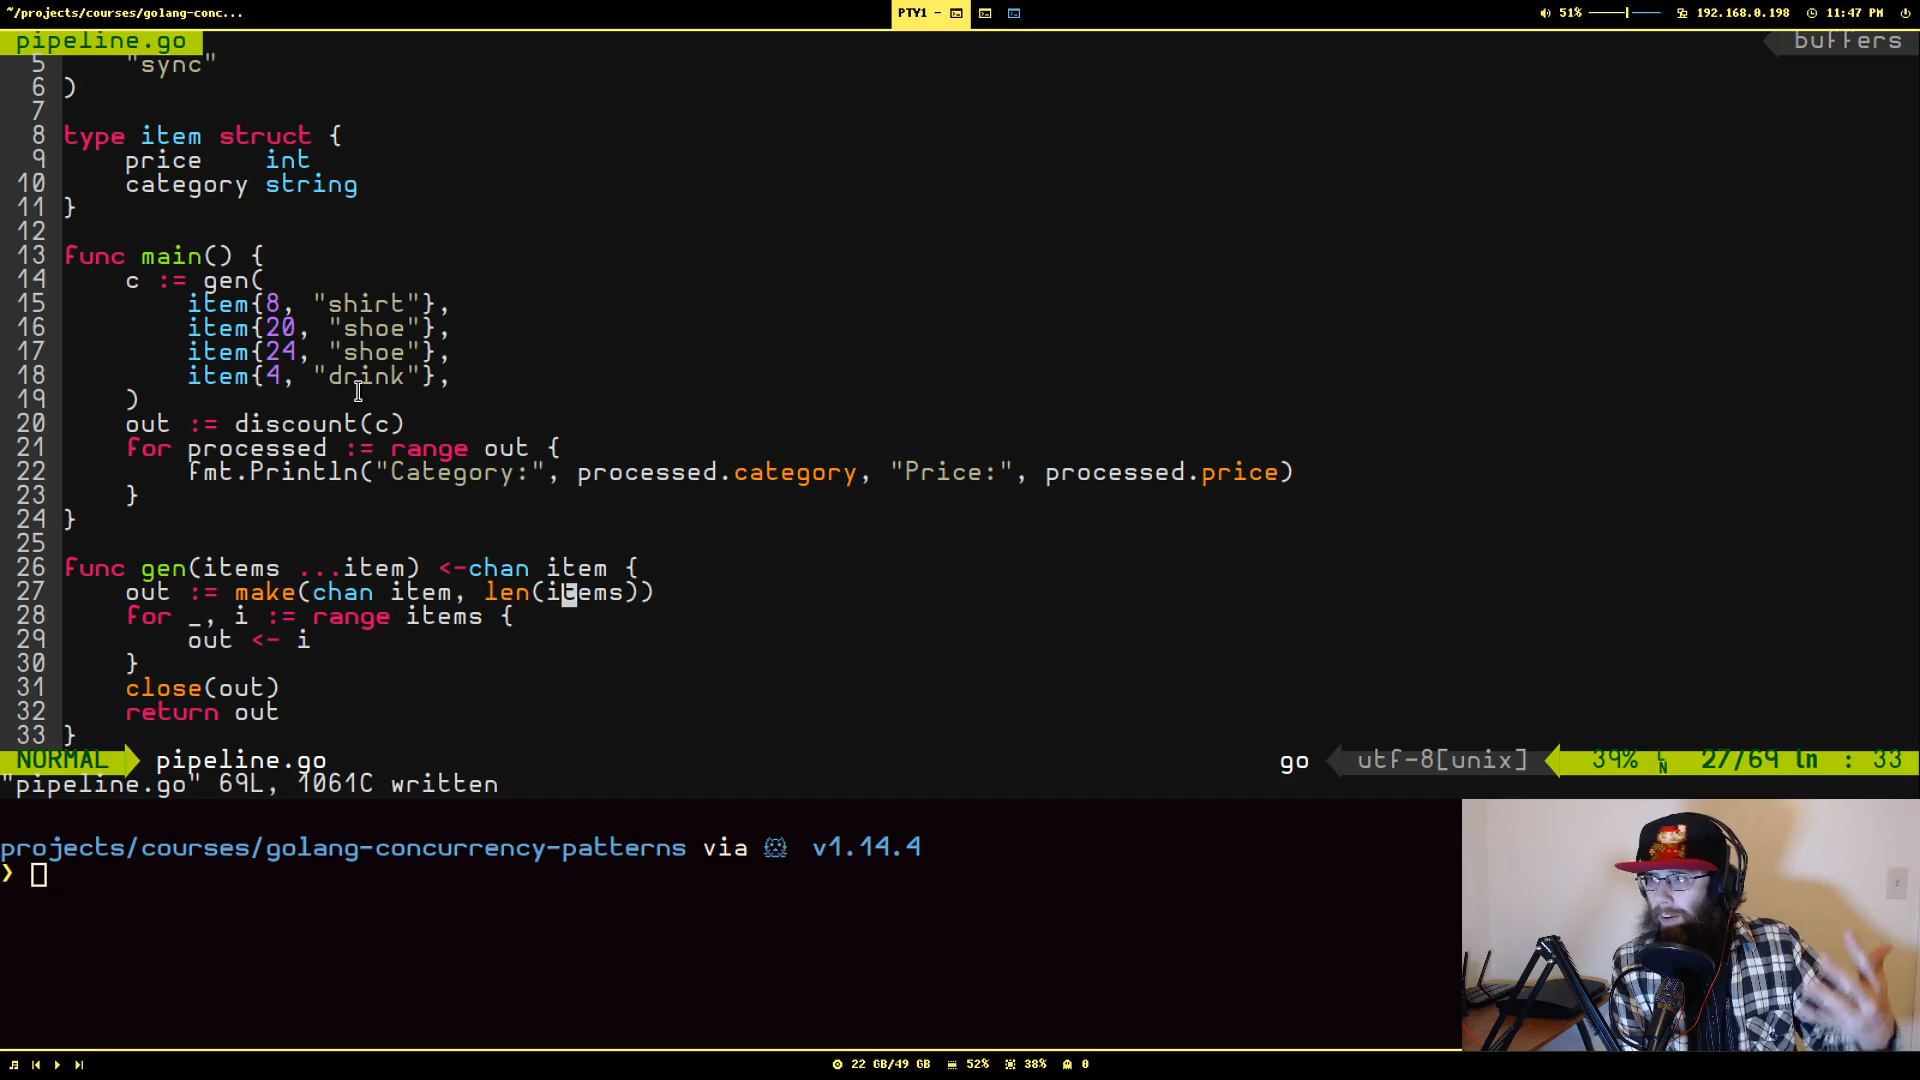 ~/projects/courses/golang-conc...
PTY1 -
51%
192.168.0.198
11:47 PM
pipeline.go
buffers
5 "sync"
6 )
7
8 type item struct {
9 price int
10 category string
11 }
12
13 func main() {
14 c := gen(
15 item{8, "shirt"},
16 item{20, "shoe"},
17 item{24, "shoe"},
18 item{4, "drink"},
19 )
20 out := discount(c)
21 for processed := range out {
22 fmt.Println("Category:", processed.category, "Price:", processed.price)
23 }
24 }
25
26 func gen(items ...item) <-chan item {
27 out := make(chan item, len(items))
28 for _, i := range items {
29 out <- i
30 }
31 close(out)
32 return out
33 }
NORMAL pipeline.go go utf-8[unix] 39% LN 27/69 ln : 33
"pipeline.go" 69L, 1061C written
projects/courses/golang-concurrency-patterns via v1.14.4
❯
22 GB/49 GB 52% 38% 0